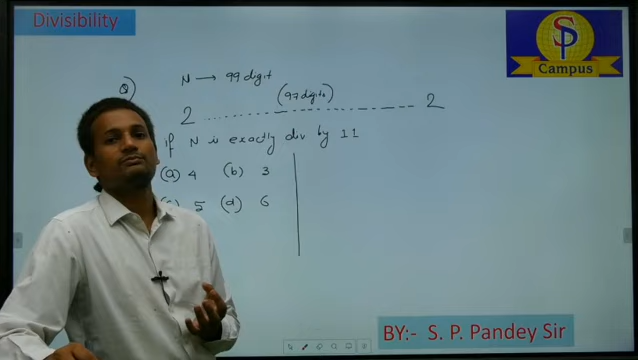 Divisibility
SP
Campus
Q) N → 99 digit
(97 digits)
2 ............ - - - - - - - - - - - 2
If N is exactly div by 11
(a) 4 (b) 3
5 (d) 6
BY:- S. P. Pandey Sir